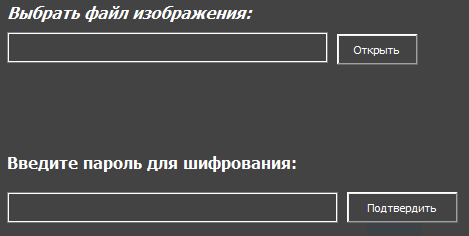 Выбрать файл изображения:
Открыть
Введите пароль для шифрования:
Подтвердить